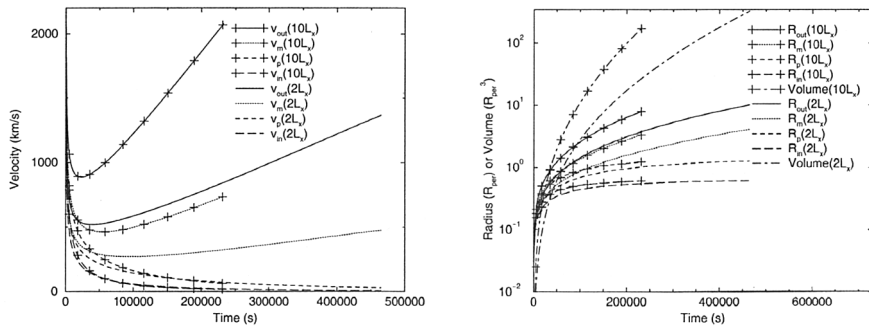 2000
1000
0
Velocity (km/s)
v_out(10L_x)
v_m(10L_x)
v_p(10L_x)
v_in(10L_x)
v_out(2L_x)
v_m(2L_x)
v_p(2L_x)
v_in(2L_x)
0 100000 200000 300000 400000 500000
Time (s)
10^2
10^1
10^0
10^-1
10^-2
Radius (R_per) or Volume (R_per^3)
R_out(10L_x)
R_m(10L_x)
R_p(10L_x)
R_in(10L_x)
Volume(10L_x)
R_out(2L_x)
R_m(2L_x)
R_p(2L_x)
R_in(2L_x)
Volume(2L_x)
0 200000 400000 600000
Time (s)